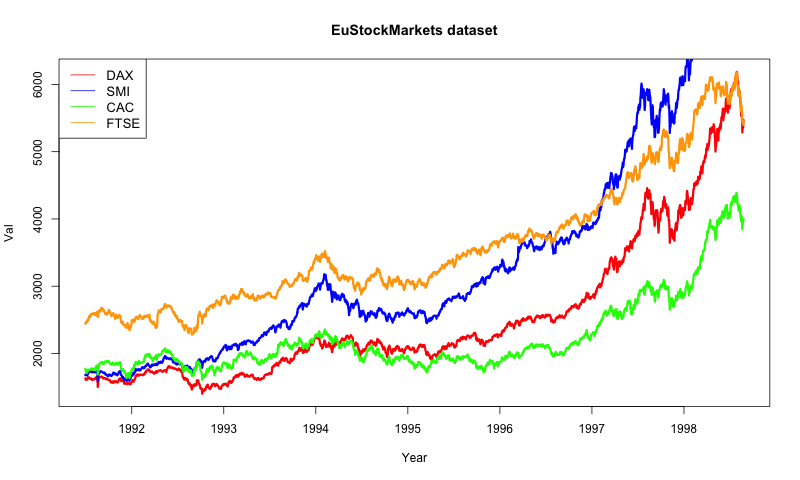 EuStockMarkets dataset
DAX
SMI
CAC
FTSE
Val
6000
5000
4000
3000
2000
1992 1993 1994 1995 1996 1997 1998
Year